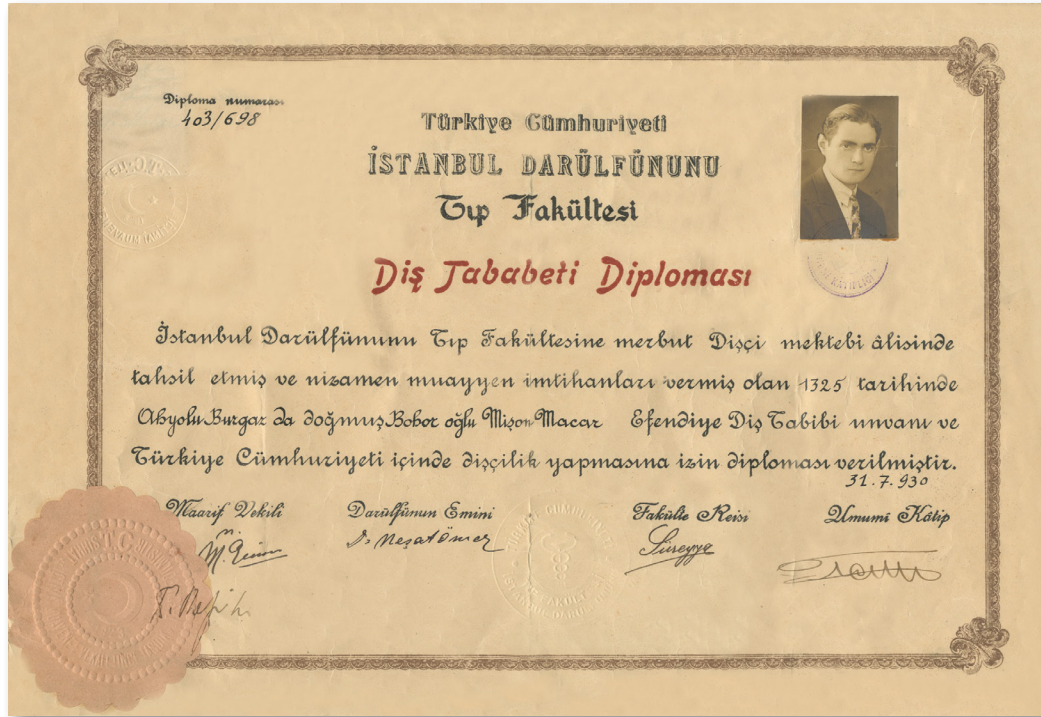 Diploma numarası
403/698
Türkiye Cümhuriyeti
İSTANBUL DARÜLFÜNUNU
Tıp Fakültesi
Diş Tababeti Diploması
İstanbul Darülfünunu Tıp Fakültesine merbut Dişçi mektebi âlisinde
tahsil etmiş ve nizamen muayyen imtihanları vermiş olan 1325 tarihinde
Ahyolu Burgaz da doğmuş Bohor oğlu Mişon Macar Efendiye Diş Tabibi unvanı ve
Türkiye Cümhuriyeti içinde dişçilik yapmasına izin diploması verilmiştir.
31.7.930
Maarif Vekili Darülfünun Emini Fakülte Reisi Umumî Kâtip
Dr Neşat Ömer
Süreyya